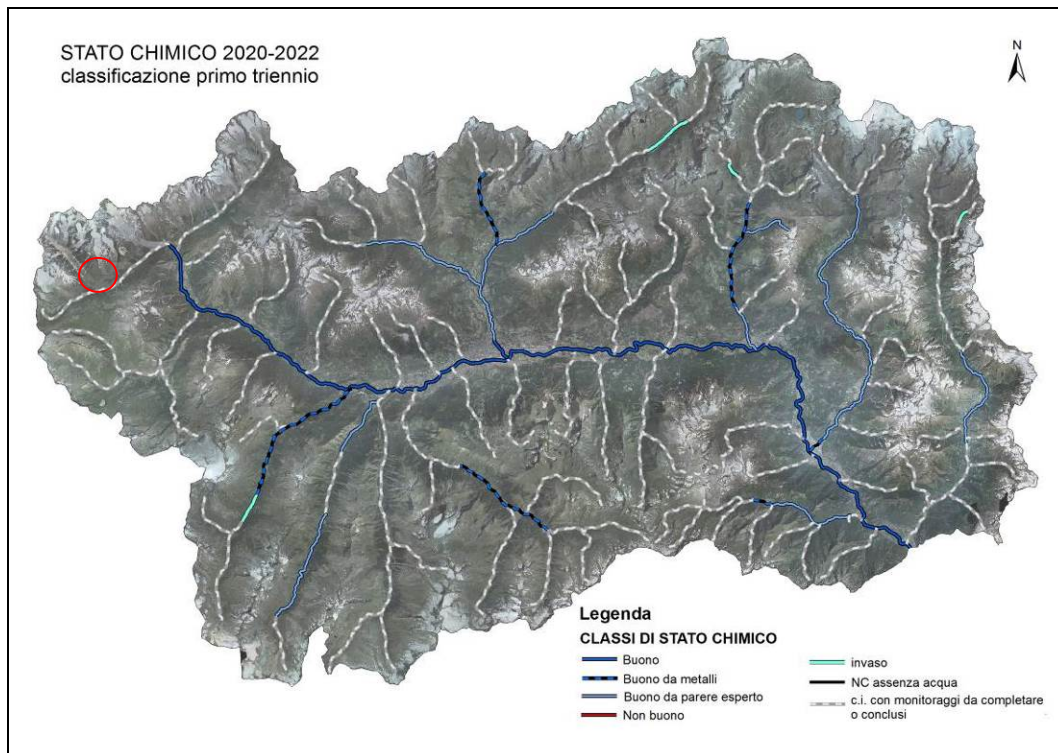 STATO CHIMICO 2020-2022
classificazione primo triennio
N
Legenda
CLASSI DI STATO CHIMICO
Buono
Buono da metalli
Buono da parere esperto
Non buono
invaso
NC assenza acqua
c.i. con monitoraggi da completare
o conclusi